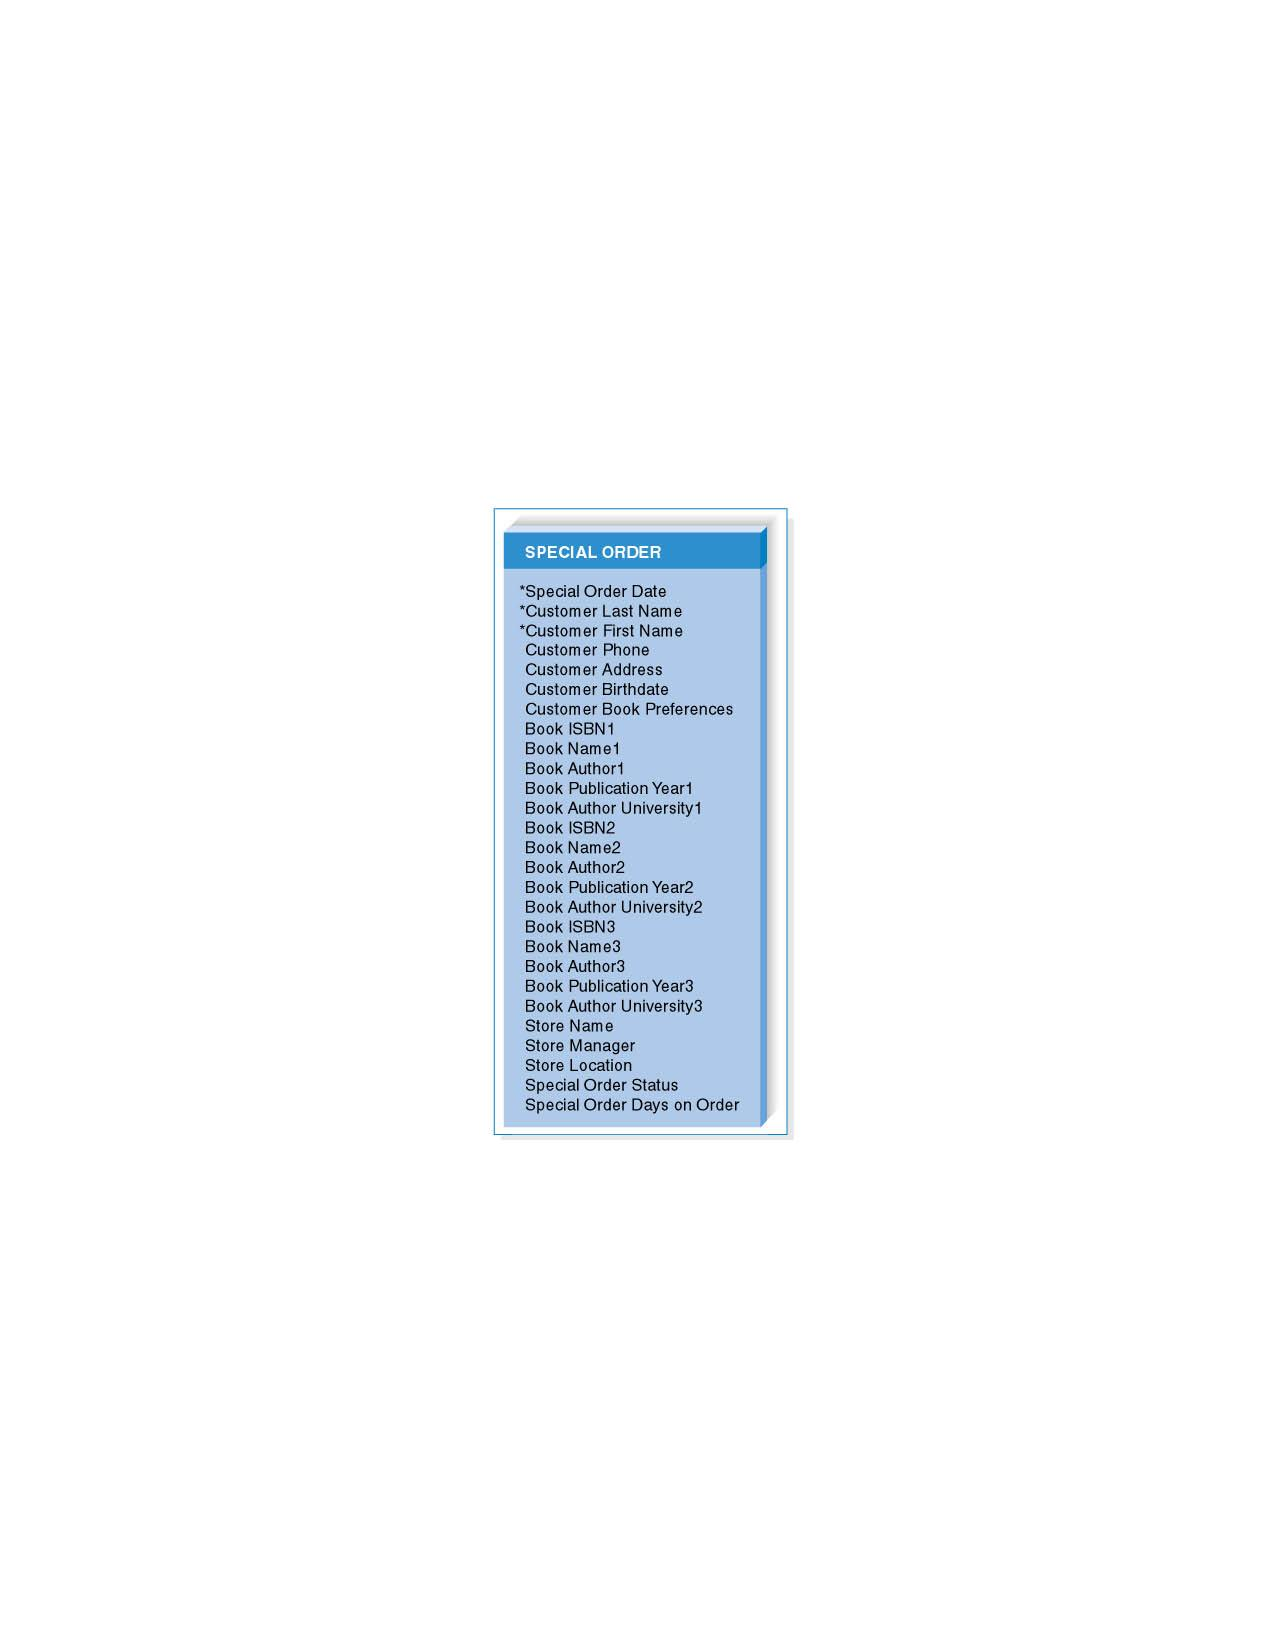 SPECIAL ORDER
*Special Order Date
*Customer Last Name
*Customer First Name
Customer Phone
Customer Address
Customer Birthdate
Customer Book Preferences
Book ISBN1
Book Name1
Book Author1
Book Publication Year1
Book Author University1
Book ISBN2
Book Name2
Book Author2
Book Publication Year2
Book Author University2
Book ISBN3
Book Name3
Book Author3
Book Publication Year3
Book Author University3
Store Name
Store Manager
Store Location
Special Order Status
Special Order Days on Order